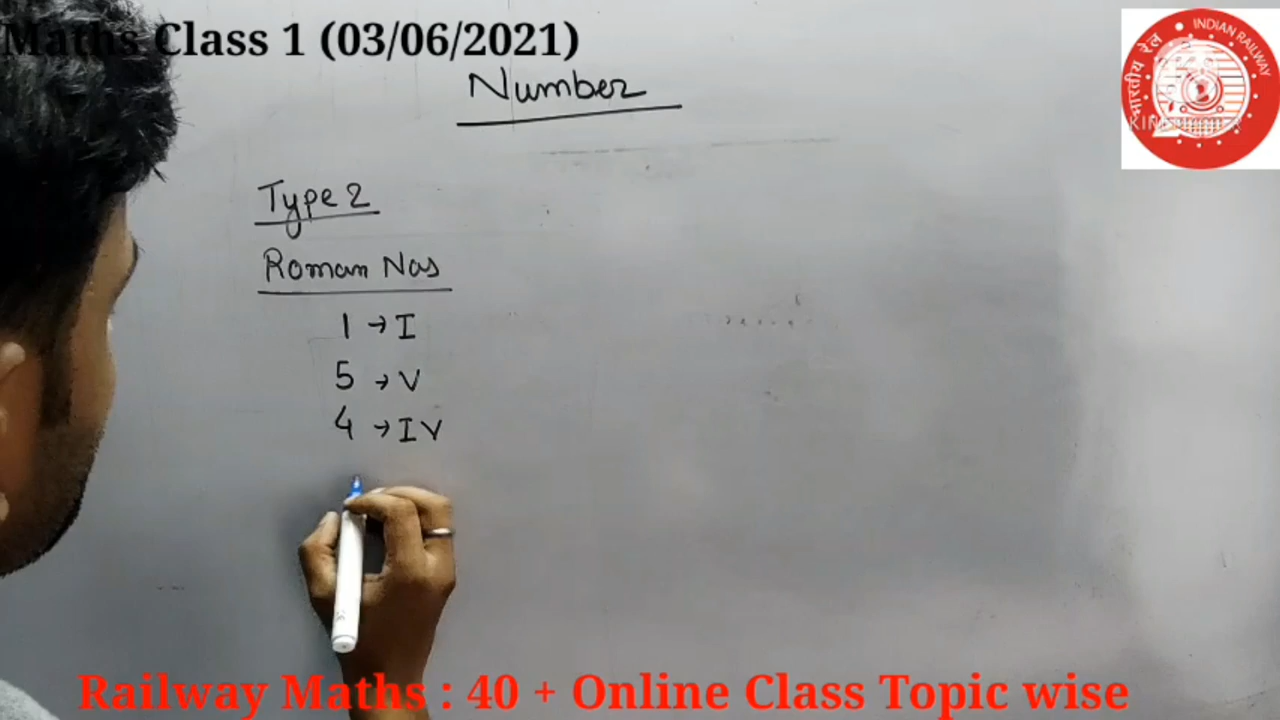 Maths Class 1 (03/06/2021)
INDIAN RAILWAY
भारतीय रेल
Number
Type 2
Roman Nos
1 → I
5 → V
4 → IV
Railway Maths : 40 + Online Class Topic wise